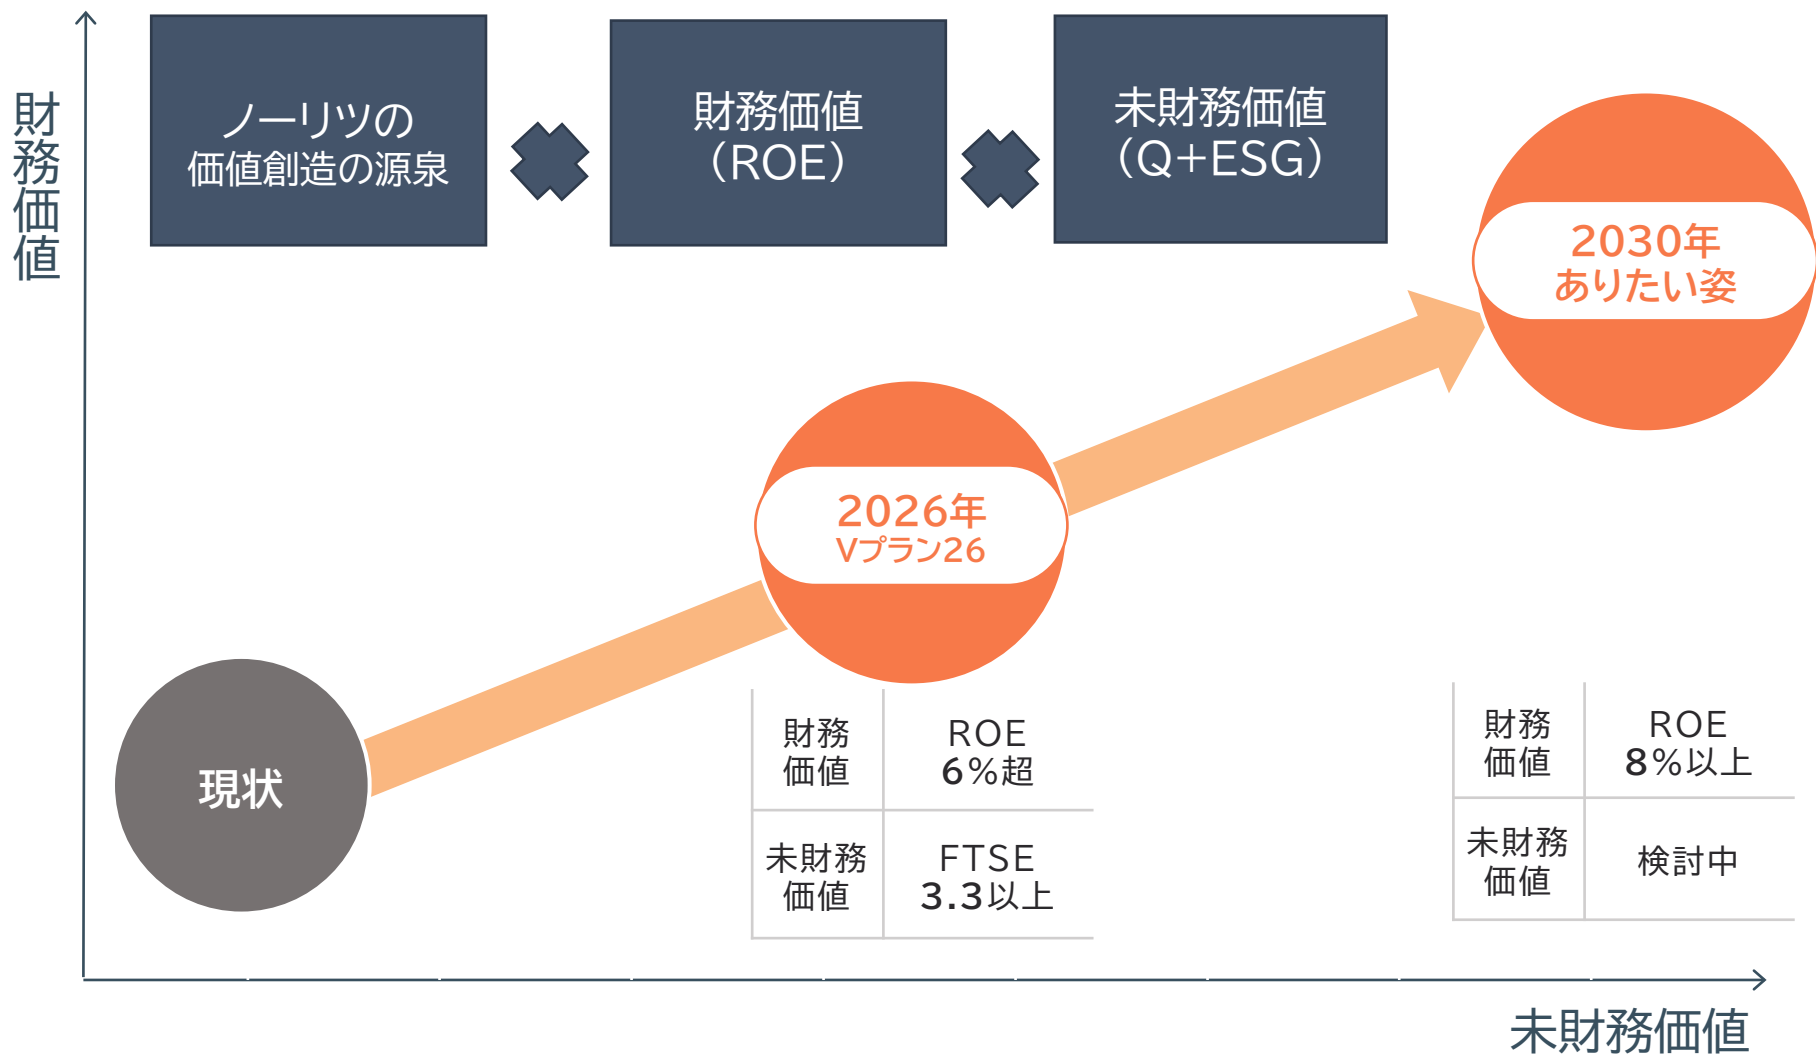 財務価値
ノーリツの
価値創造の源泉
財務価値
（ROE）
未財務価値
（Q+ESG）
2030年
ありたい姿
2026年
Vプラン26
現状
財務
価値
ROE
6%超
未財務
価値
FTSE
3.3以上
財務
価値
ROE
8%以上
未財務
価値
検討中
未財務価値